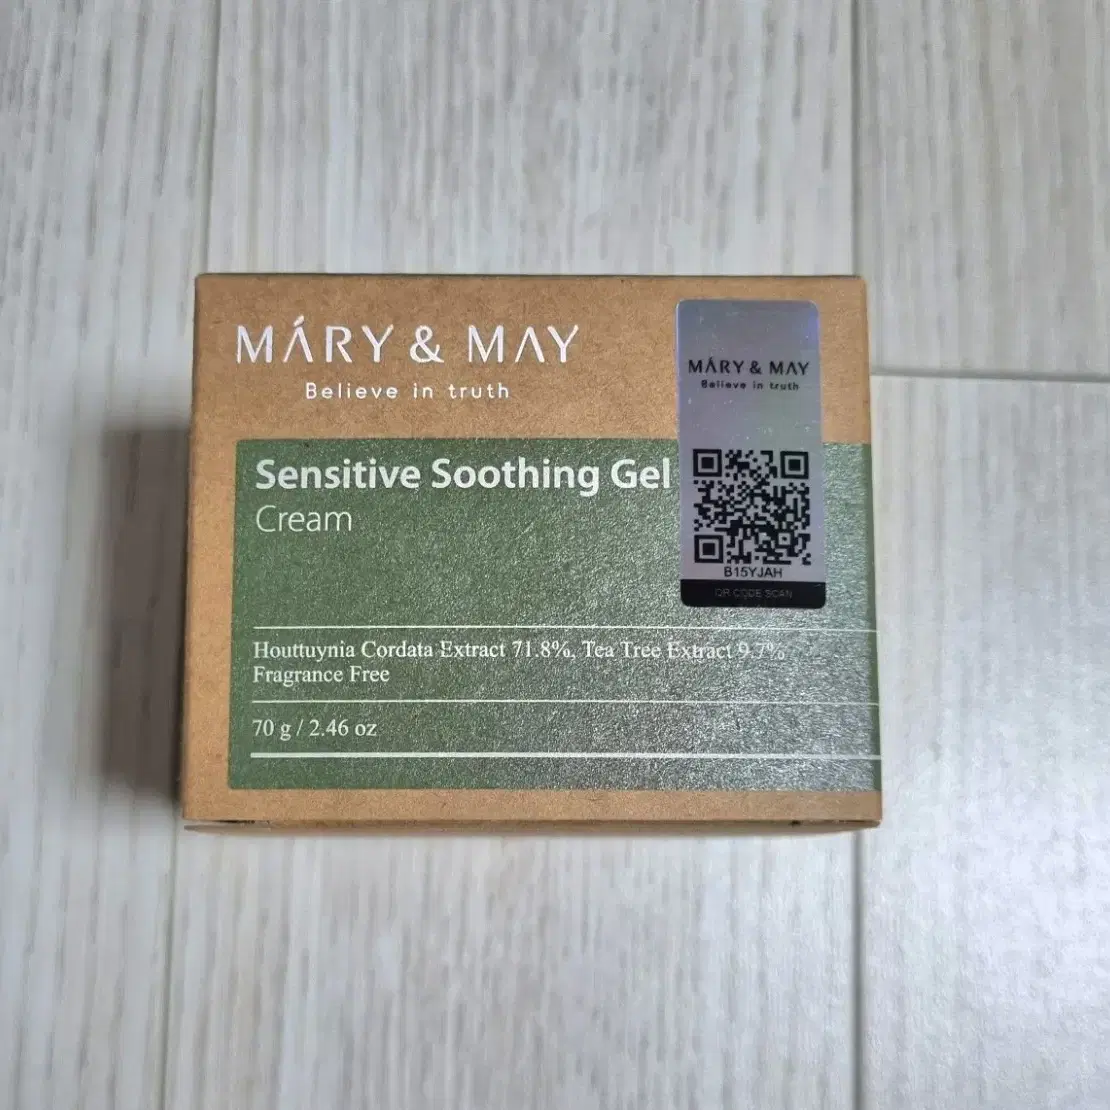 MÁRY & MAY
Believe in truth
MÁRY & MAY
Believe in truth
Sensitive Soothing Gel
Cream
B15YJAH
QR CODE SCAN
Houttuynia Cordata Extract 71.8%, Tea Tree Extract 9.7%
Fragrance Free
70 g / 2.46 oz